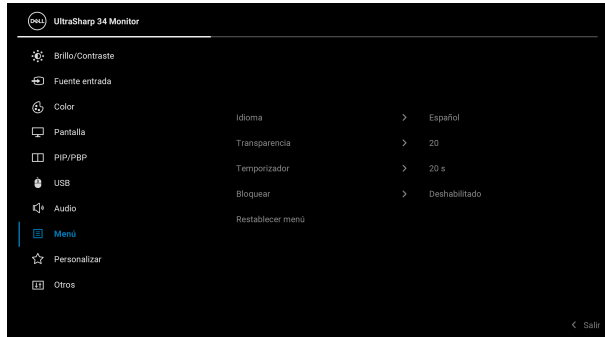 DELL UltraSharp 34 Monitor
Brillo/Contraste
Fuente entrada
Color
Pantalla
PIP/PBP
USB
Audio
Menú
Personalizar
Otros
Idioma > Español
Transparencia > 20
Temporizador > 20 s
Bloquear > Deshabilitado
Restablecer menú
< Salir